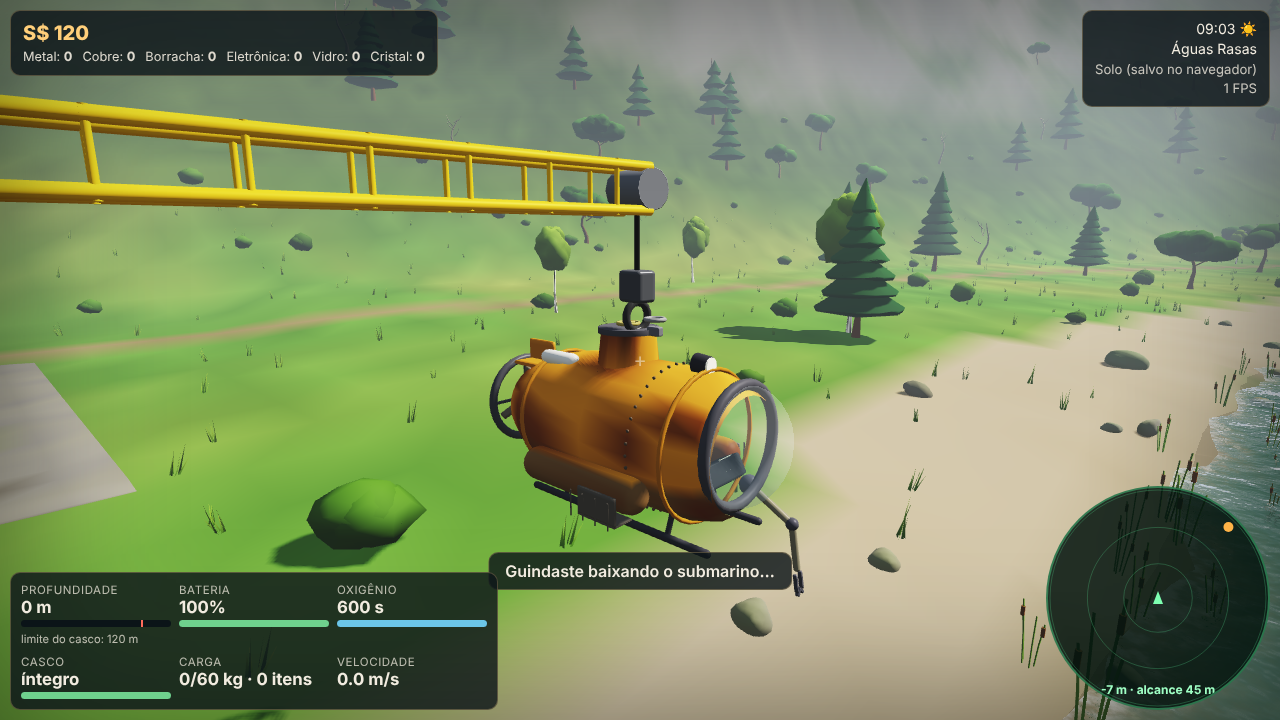 S$ 120
Metal: 0 Cobre: 0 Borracha: 0 Eletrônica: 0 Vidro: 0 Cristal: 0
09:03 ☀️
Águas Rasas
Solo (salvo no navegador)
1 FPS
Guindaste baixando o submarino...
PROFUNDIDADE BATERIA OXIGÊNIO
0 m 100% 600 s
limite do casco: 120 m
CASCO CARGA VELOCIDADE
íntegro 0/60 kg · 0 itens 0.0 m/s
-7 m · alcance 45 m